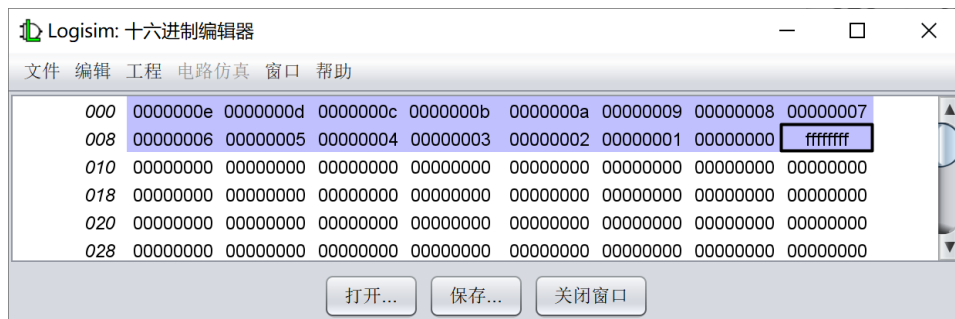 Logisim: 十六进制编辑器
文件 编辑 工程 电路仿真 窗口 帮助
000 0000000e 0000000d 0000000c 0000000b 0000000a 00000009 00000008 00000007
008 00000006 00000005 00000004 00000003 00000002 00000001 00000000 ffffffff
010 00000000 00000000 00000000 00000000 00000000 00000000 00000000 00000000
018 00000000 00000000 00000000 00000000 00000000 00000000 00000000 00000000
020 00000000 00000000 00000000 00000000 00000000 00000000 00000000 00000000
028 00000000 00000000 00000000 00000000 00000000 00000000 00000000 00000000
打开... 保存... 关闭窗口